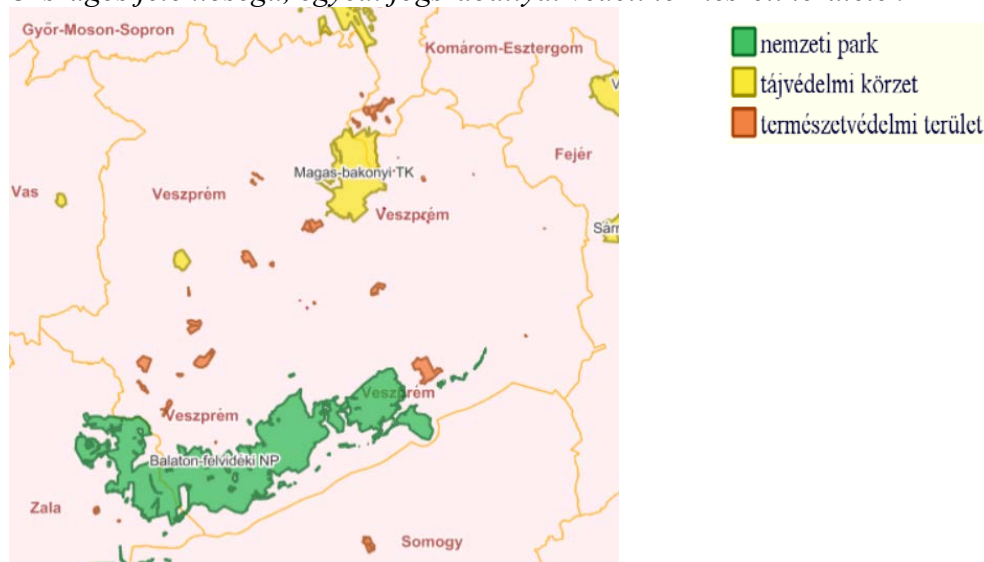 Győr-Moson-Sopron
Komárom-Esztergom
nemzeti park
tájvédelmi körzet
természetvédelmi terület
V
Fejér
Magas-bakonyi TK
Vas
Veszprém
Veszprém
Sárr
Veszprém
Veszprém
Balaton-felvidéki NP
Zala
Somogy